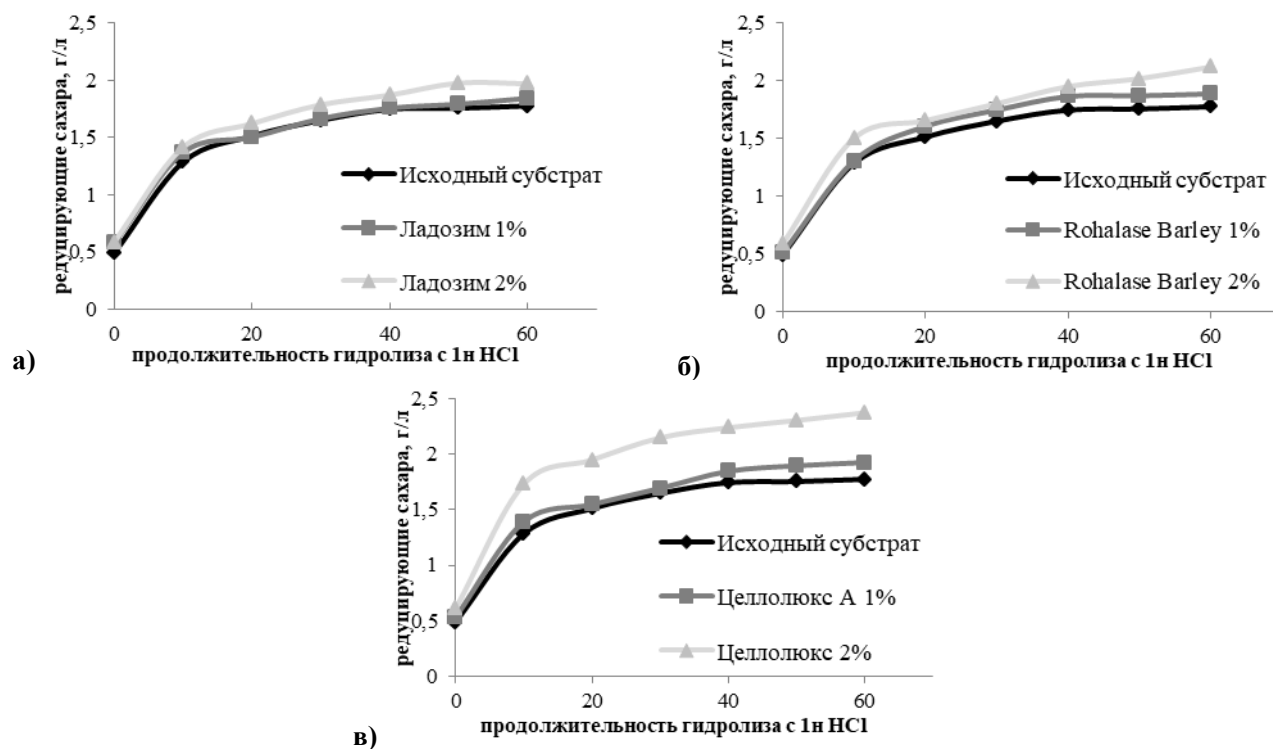 редуцирующие сахара, г/л
2,5
2
1,5
1
0,5
0
Исходный субстрат
Ладозим 1%
Ладозим 2%
0 20 40 60
продолжительность гидролиза с 1н HCl
а)
редуцирующие сахара, г/л
2,5
2
1,5
1
0,5
0
Исходный субстрат
Rohalase Barley 1%
Rohalase Barley 2%
0 20 40 60
продолжительность гидролиза с 1н HCl
б)
редуцирующие сахара, г/л
2,5
2
1,5
1
0,5
0
Исходный субстрат
Целлолюкс А 1%
Целлолюкс 2%
0 20 40 60
продолжительность гидролиза с 1н HCl
в)